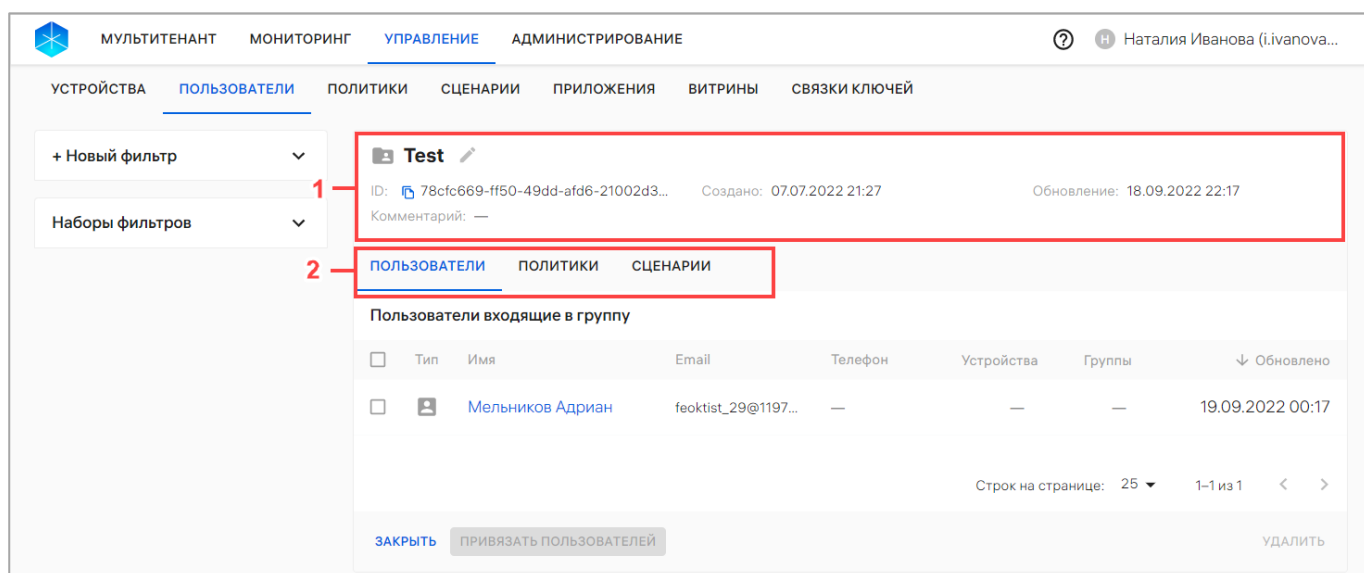 МУЛЬТИТЕНАНТ МОНИТОРИНГ УПРАВЛЕНИЕ АДМИНИСТРИРОВАНИЕ ? Н Наталия Иванова (i.ivanova...
УСТРОЙСТВА ПОЛЬЗОВАТЕЛИ ПОЛИТИКИ СЦЕНАРИИ ПРИЛОЖЕНИЯ ВИТРИНЫ СВЯЗКИ КЛЮЧЕЙ
+ Новый фильтр
Наборы фильтров
1
Test
ID: 78cfc669-ff50-49dd-afd6-21002d3... Создано: 07.07.2022 21:27 Обновление: 18.09.2022 22:17
Комментарий: —
2
ПОЛЬЗОВАТЕЛИ ПОЛИТИКИ СЦЕНАРИИ
Пользователи входящие в группу
Тип Имя Email Телефон Устройства Группы ↓ Обновлено
Мельников Адриан feoktist_29@1197... — — — 19.09.2022 00:17
Строк на странице: 25 1–1 из 1 < >
ЗАКРЫТЬ ПРИВЯЗАТЬ ПОЛЬЗОВАТЕЛЕЙ УДАЛИТЬ